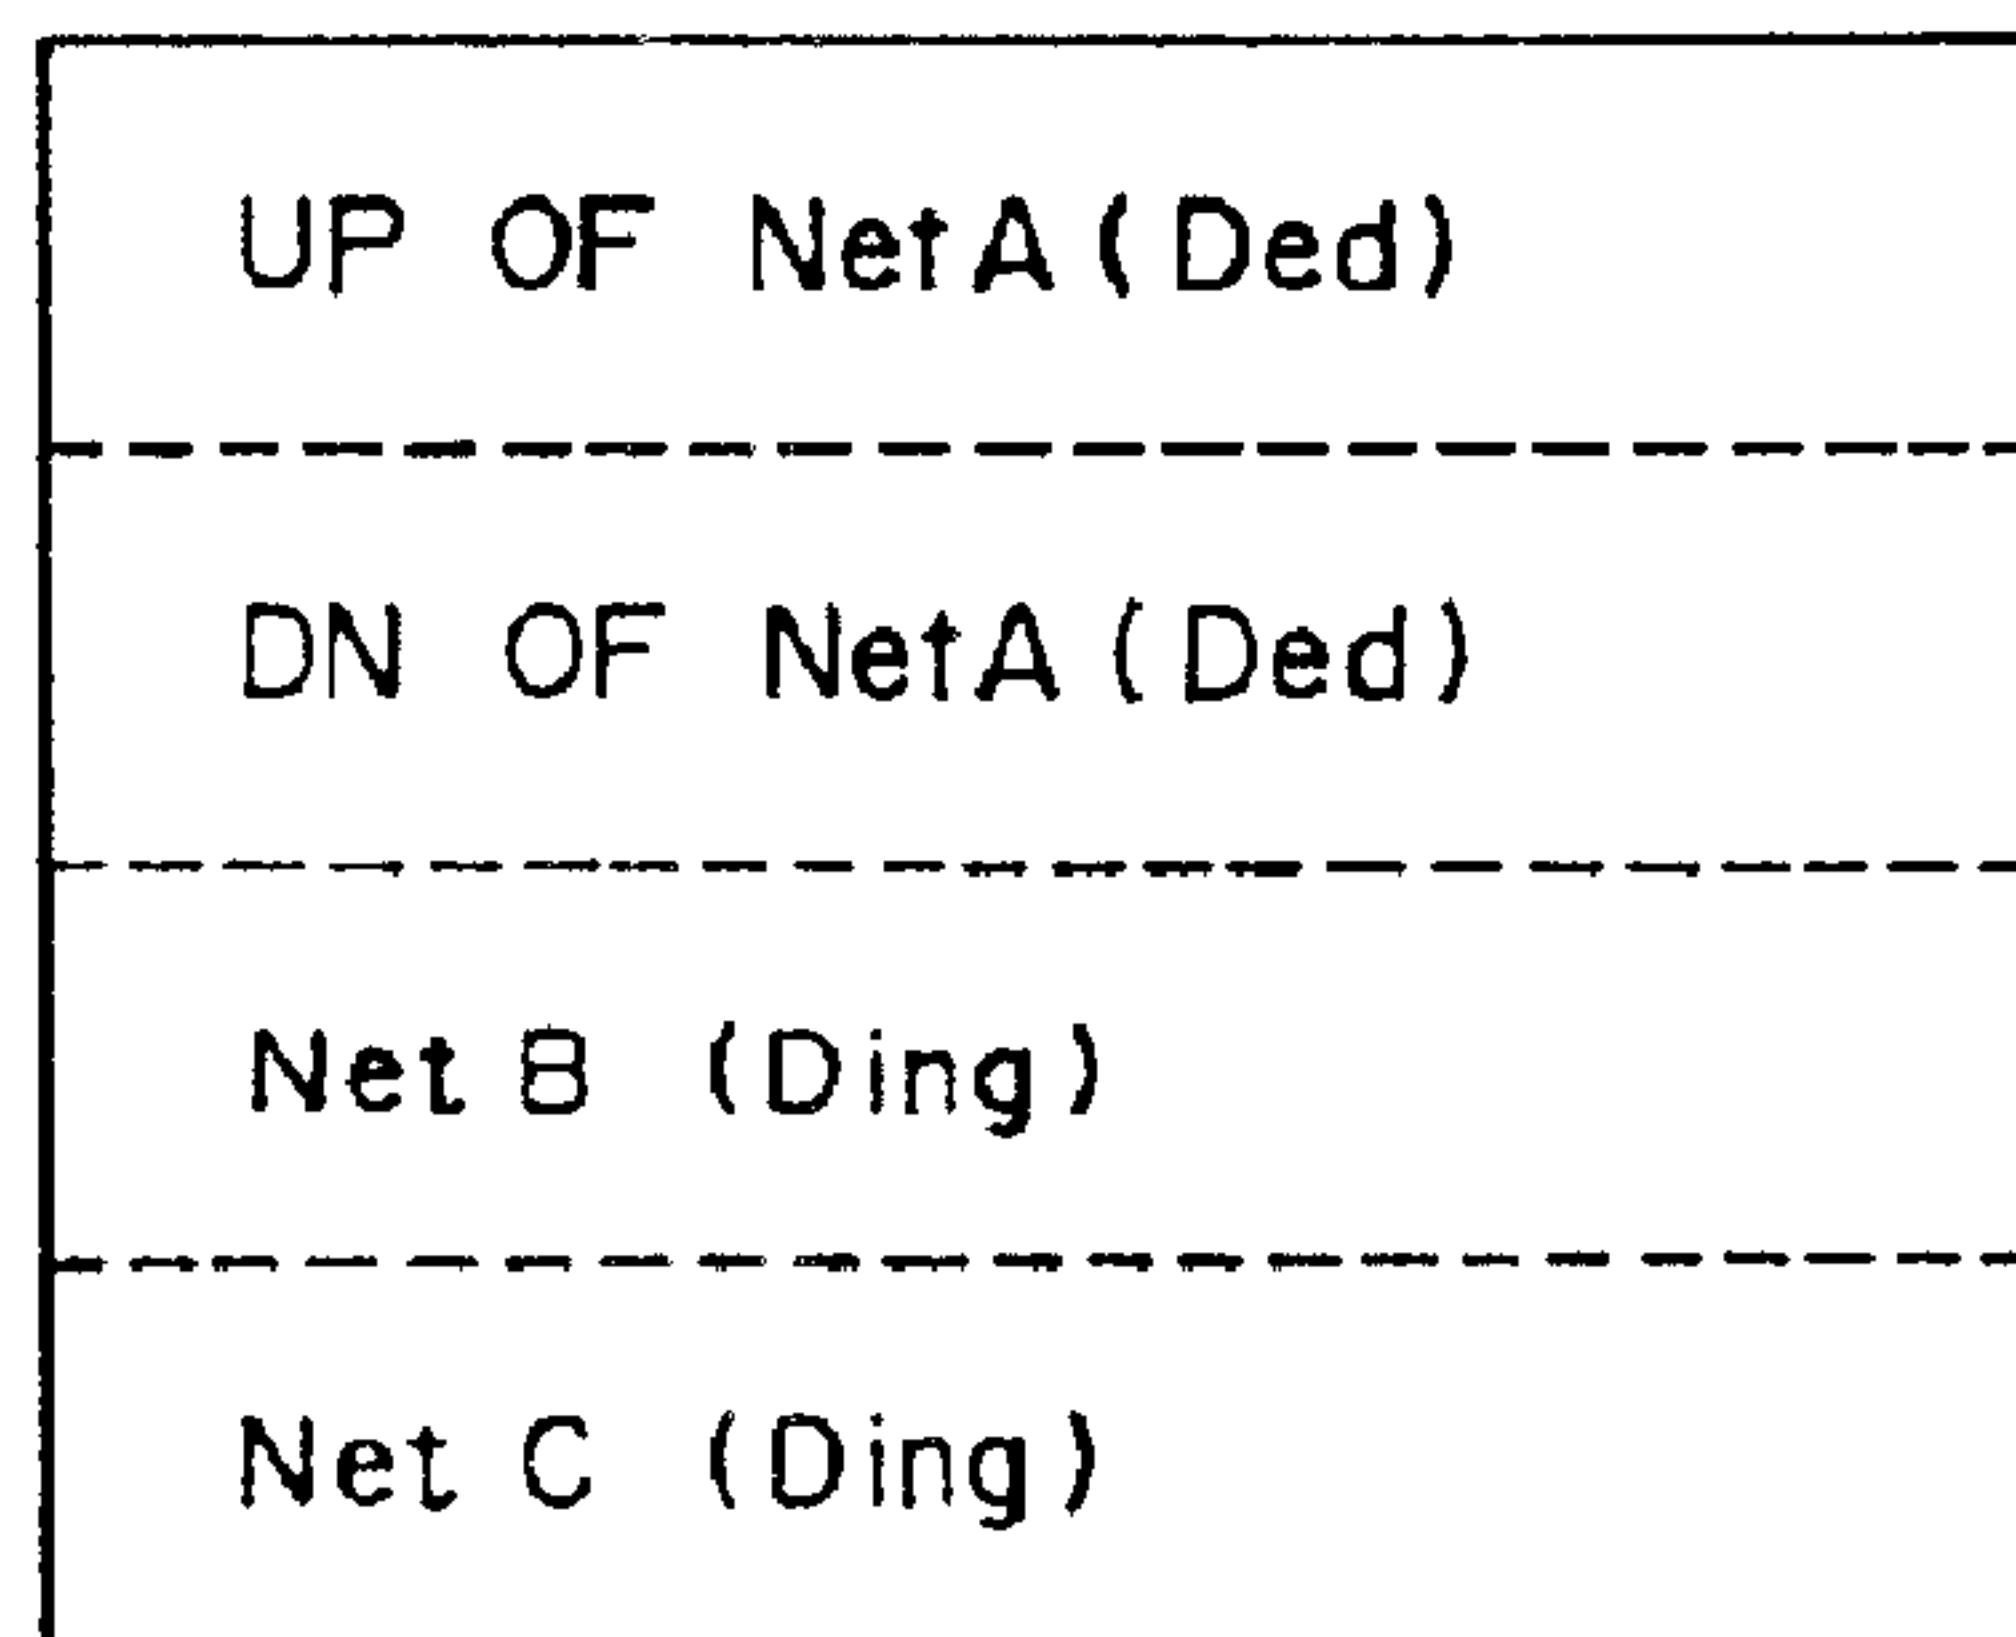 UP OF NetA (Ded)
DN OF NetA (Ded)
Net B (Ding)
Net C (Ding)